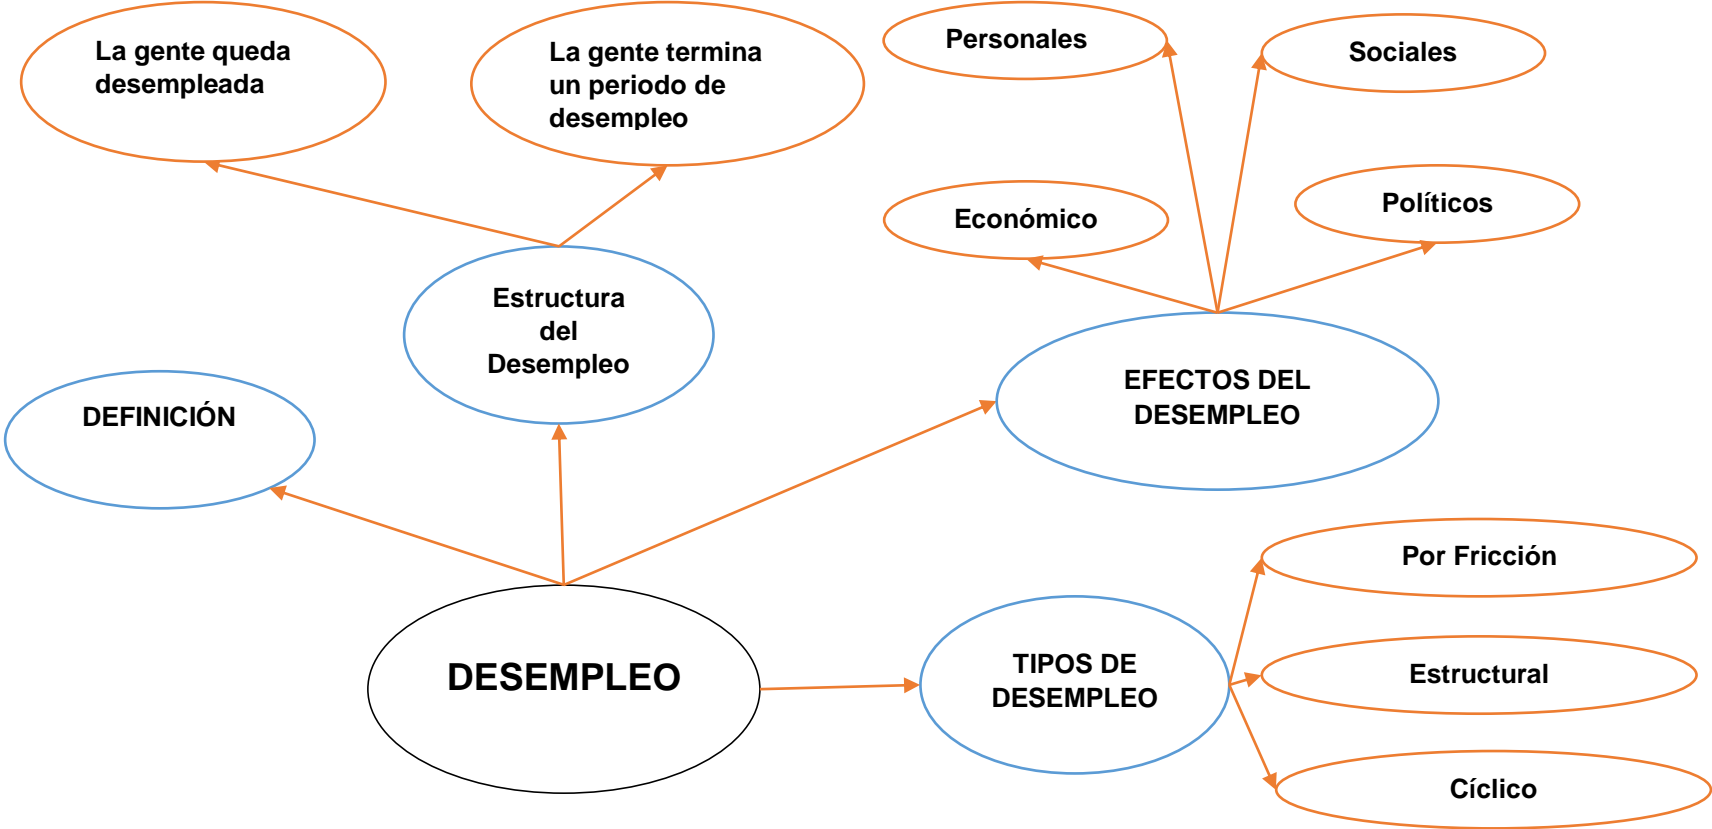 La gente queda
desempleada
La gente termina
un periodo de
desempleo
Personales
Sociales
Económico
Políticos
Estructura
del
Desempleo
EFECTOS DEL
DESEMPLEO
DEFINICIÓN
Por Fricción
TIPOS DE
DESEMPLEO
Estructural
DESEMPLEO
Cíclico